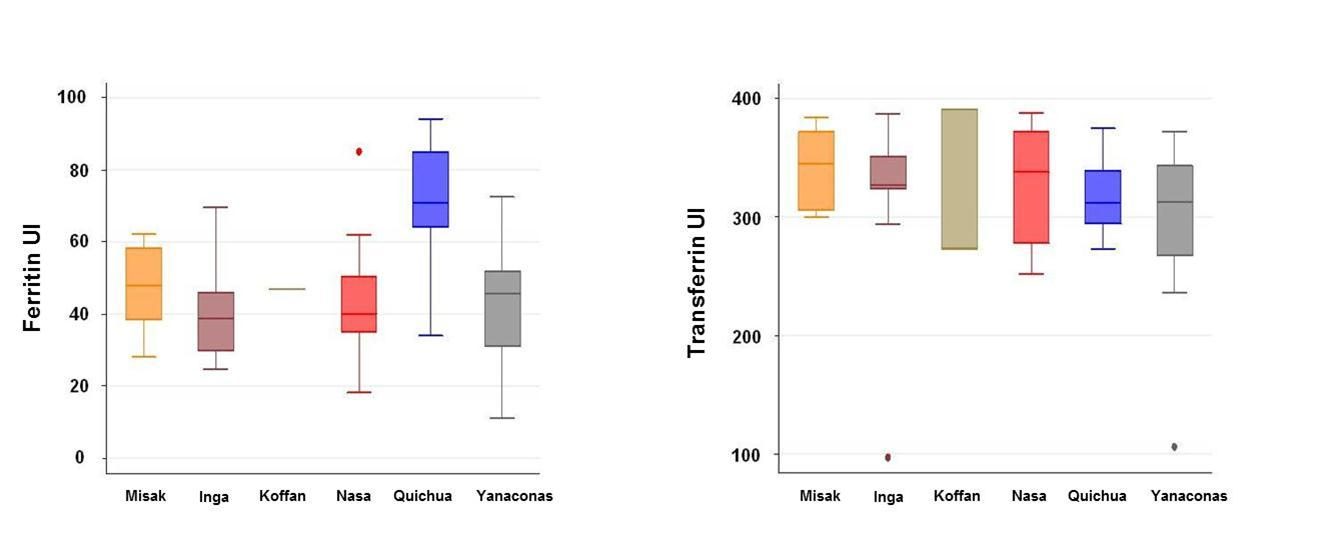 Ferritin UI
100
80
60
40
20
0
Misak Inga Koffan Nasa Quichua Yanaconas
Transferrin UI
400
300
200
100
Misak Inga Koffan Nasa Quichua Yanaconas